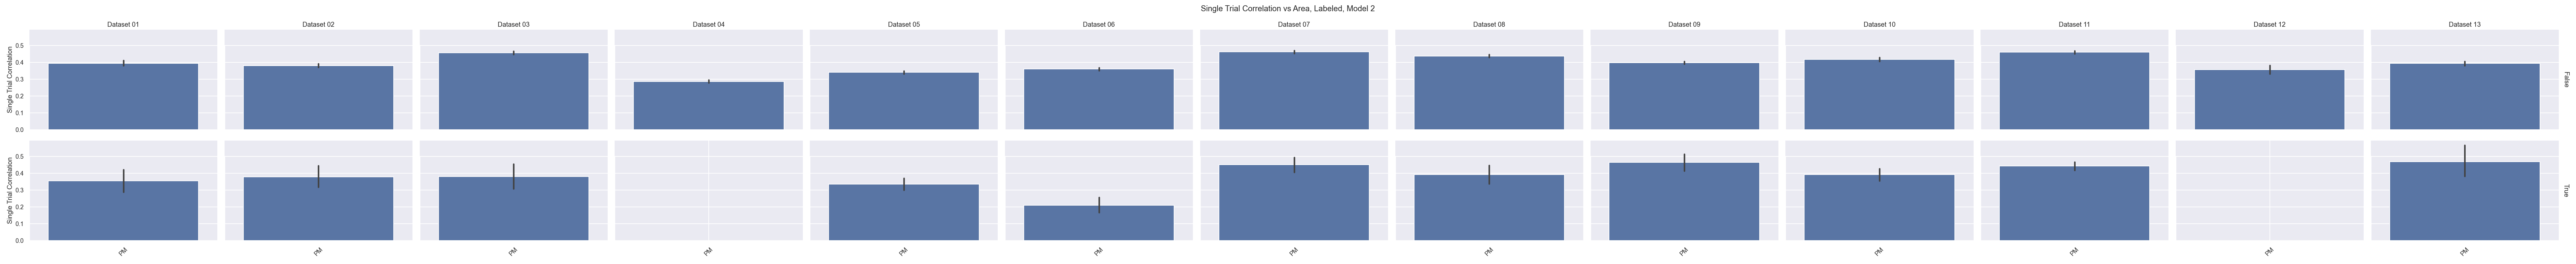 Single Trial Correlation vs Area, Labeled, Model 2
Dataset 01 Dataset 02 Dataset 03 Dataset 04 Dataset 05 Dataset 06 Dataset 07 Dataset 08 Dataset 09 Dataset 10 Dataset 11 Dataset 12 Dataset 13
Single Trial Correlation
0.5
0.4
0.3
0.2
0.1
0.0
False
Single Trial Correlation
0.5
0.4
0.3
0.2
0.1
0.0
True
PM PM PM PM PM PM PM PM PM PM PM PM PM